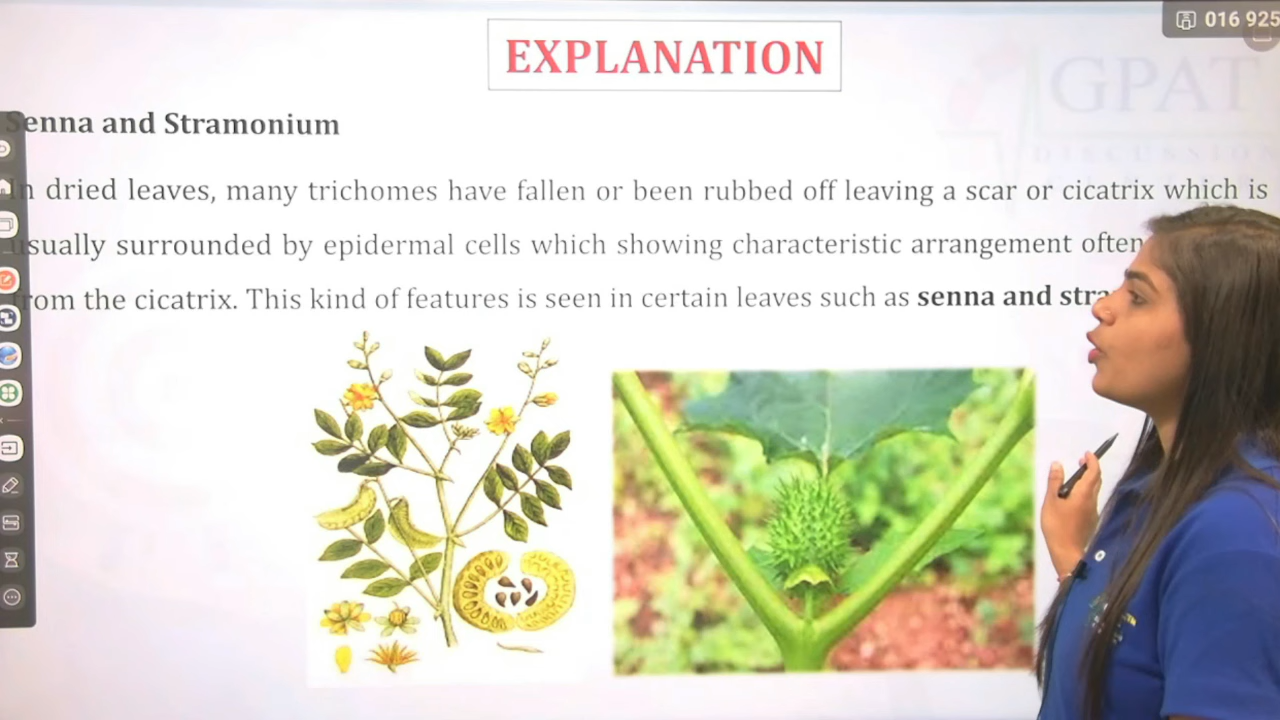 016 925
EXPLANATION
GPAT
DISCUSSION
Senna and Stramonium
In dried leaves, many trichomes have fallen or been rubbed off leaving a scar or cicatrix which is
usually surrounded by epidermal cells which showing characteristic arrangement often
from the cicatrix. This kind of features is seen in certain leaves such as senna and stra